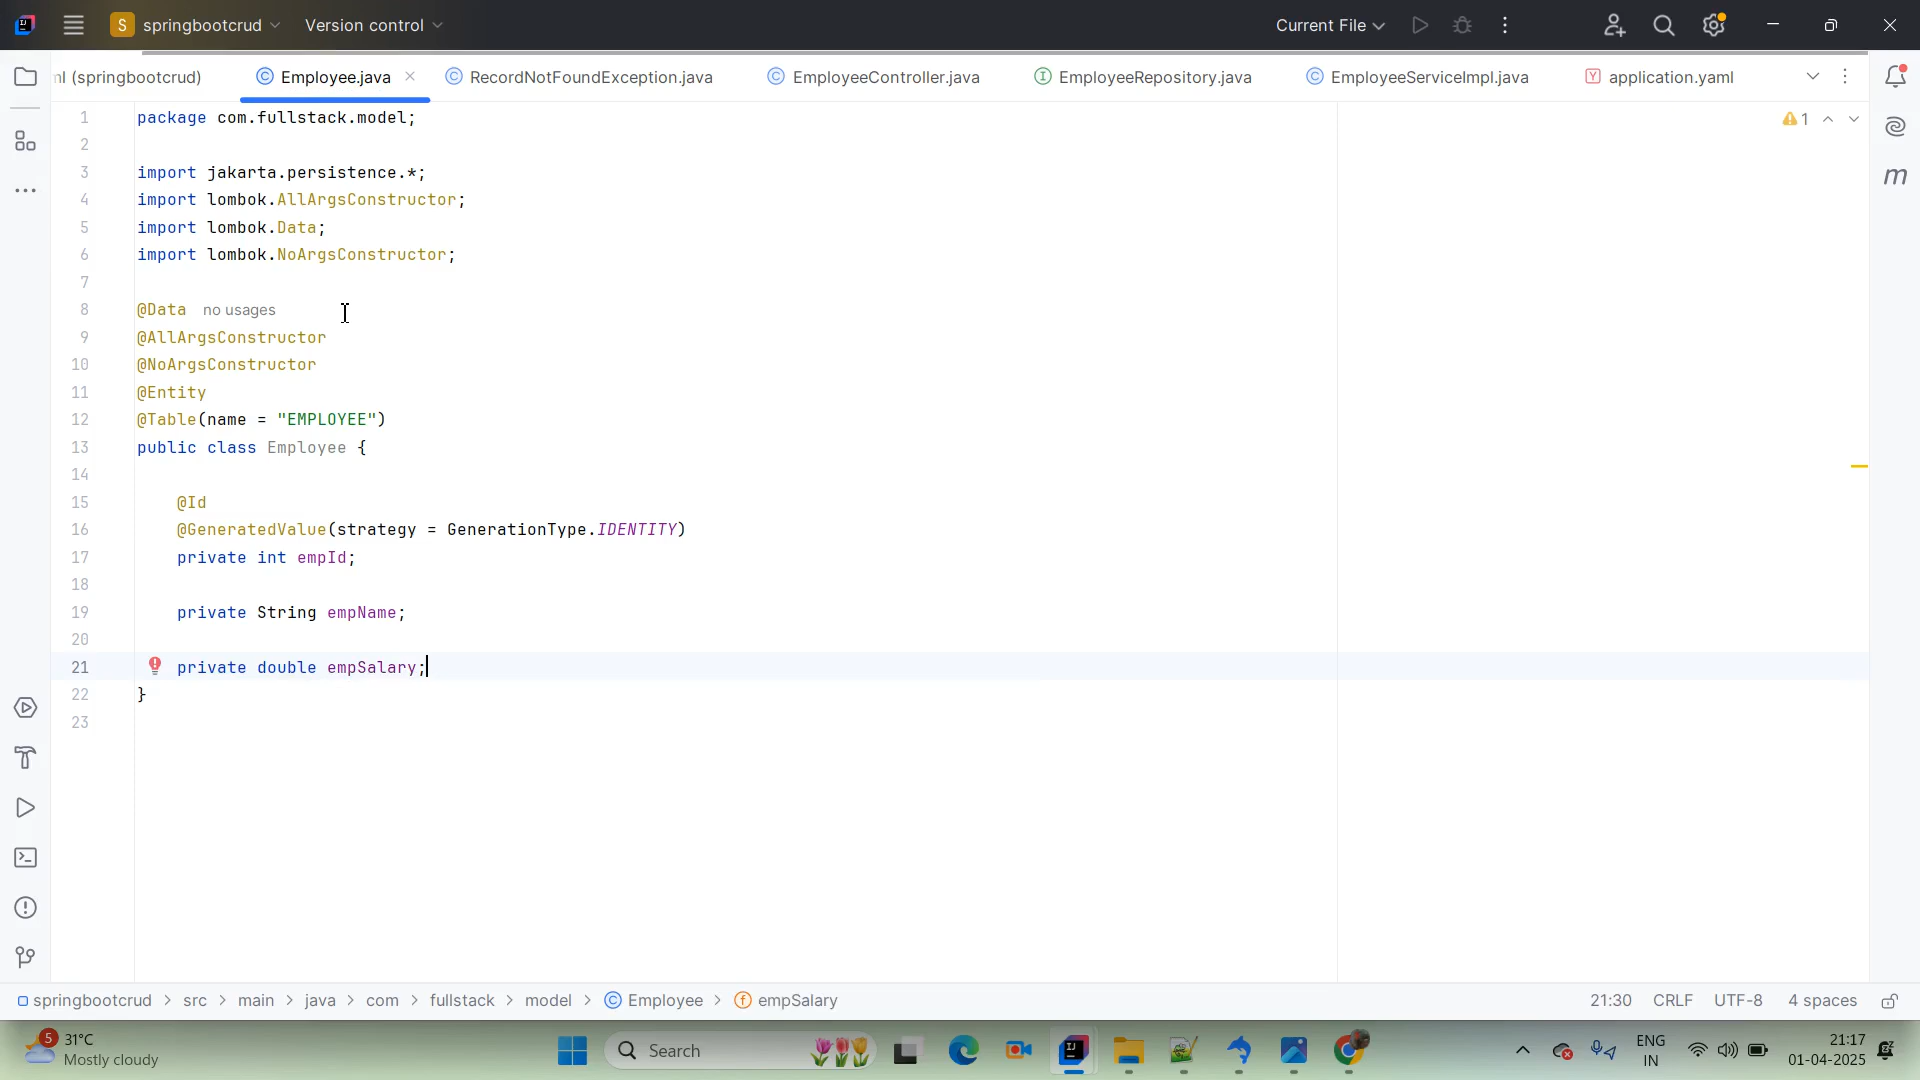 S springbootcrud Version control Current File
ml (springbootcrud) Employee.java RecordNotFoundException.java EmployeeController.java EmployeeRepository.java EmployeeServiceImpl.java application.yaml
1 package com.fullstack.model; 1
2
3 import jakarta.persistence.*;
4 import lombok.AllArgsConstructor;
5 import lombok.Data;
6 import lombok.NoArgsConstructor;
7
8 @Data no usages
9 @AllArgsConstructor
10 @NoArgsConstructor
11 @Entity
12 @Table(name = "EMPLOYEE")
13 public class Employee {
14
15 @Id
16 @GeneratedValue(strategy = GenerationType.IDENTITY)
17 private int empId;
18
19 private String empName;
20
21 private double empSalary;
22 }
23
springbootcrud > src > main > java > com > fullstack > model > Employee > empSalary 21:30 CRLF UTF-8 4 spaces
5 31°C
Mostly cloudy
Search
ENG
IN
21:17
01-04-2025